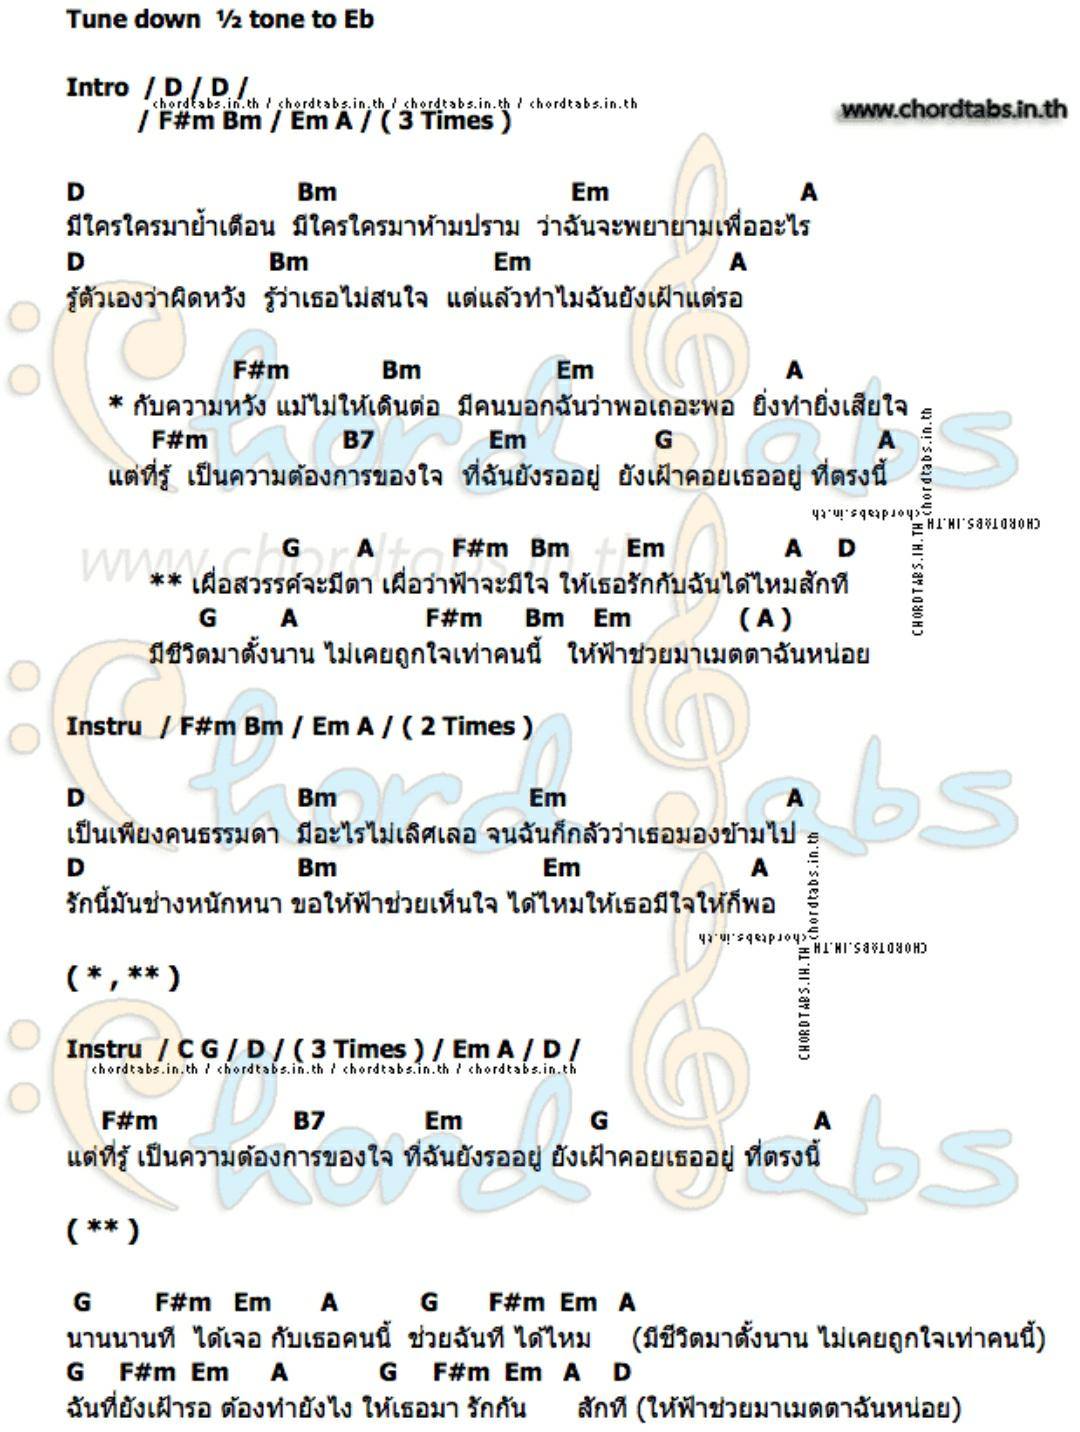 Tune down ½ tone to Eb
Intro / D / D /
chordtabs.in.th / chordtabs.in.th / chordtabs.in.th / chordtabs.in.th
/ F#m Bm / Em A / ( 3 Times )
www.chordtabs.in.th
D Bm Em A
มีใครใครมาย้ำเตือน มีใครใครมาห้ามปราม ว่าฉันจะพยายามเพื่ออะไร
D Bm Em A
รู้ตัวเองว่าผิดหวัง รู้ว่าเธอไม่สนใจ แต่แล้วทำไมฉันยังเฝ้าแต่รอ
F#m Bm Em A
* กับความหวัง แม้ไม่ให้เดินต่อ มีคนบอกฉันว่าพอเถอะพอ ยิ่งทำยิ่งเสียใจ
F#m B7 Em G A
แต่ที่รู้ เป็นความต้องการของใจ ที่ฉันยังรออยู่ ยังเฝ้าคอยเธออยู่ ที่ตรงนี้
chordtabs.in.th
chordtabs.in.th
CHORDTABS.IN.TH
CHORDTABS.IN.TH
www.chordtabs.in.th
G A F#m Bm Em A D
** เผื่อสวรรค์จะมีตา เผื่อว่าฟ้าจะมีใจ ให้เธอรักกับฉันได้ไหมสักที
G A F#m Bm Em ( A )
มีชีวิตมาตั้งนาน ไม่เคยถูกใจเท่าคนนี้ ให้ฟ้าช่วยมาเมตตาฉันหน่อย
Instru / F#m Bm / Em A / ( 2 Times )
D Bm Em A
เป็นเพียงคนธรรมดา มีอะไรไม่เลิศเลอ จนฉันก็กลัวว่าเธอมองข้ามไป
D Bm Em A
รักนี้มันช่างหนักหนา ขอให้ฟ้าช่วยเห็นใจ ได้ไหมให้เธอมีใจให้ก็พอ
chordtabs.in.th
chordtabs.in.th
CHORDTABS.IN.TH
CHORDTABS.IN.TH
( * , ** )
Instru / C G / D / ( 3 Times ) / Em A / D /
chordtabs.in.th / chordtabs.in.th / chordtabs.in.th / chordtabs.in.th
F#m B7 Em G A
แต่ที่รู้ เป็นความต้องการของใจ ที่ฉันยังรออยู่ ยังเฝ้าคอยเธออยู่ ที่ตรงนี้
( ** )
G F#m Em A G F#m Em A
นานนานที ได้เจอ กับเธอคนนี้ ช่วยฉันที ได้ไหม (มีชีวิตมาตั้งนาน ไม่เคยถูกใจเท่าคนนี้)
G F#m Em A G F#m Em A D
ฉันที่ยังเฝ้ารอ ต้องทำยังไง ให้เธอมา รักกัน สักที (ให้ฟ้าช่วยมาเมตตาฉันหน่อย)
Chord Tabs
Chord Tabs
Chord Tabs